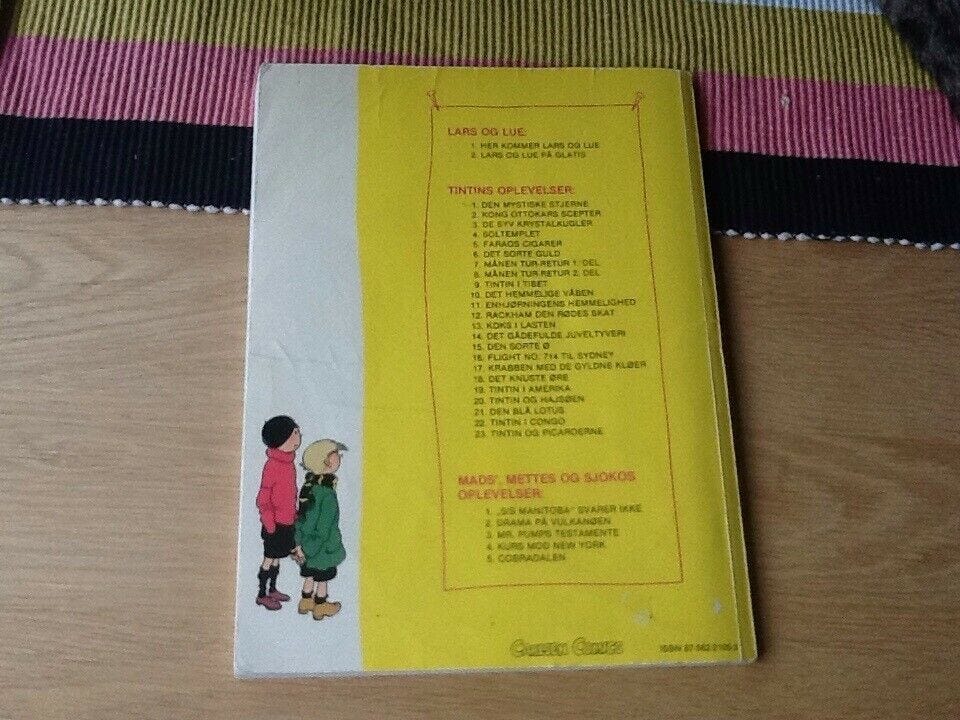 LARS OG LUE:
1. HER KOMMER LARS OG LUE
2. LARS OG LUE PÅ GLATIS
TINTINS OPLEVELSER:
1. DEN MYSTISKE STJERNE
2. KONG OTTOKARS SCEPTER
3. DE SYV KRYSTALKUGLER
4. SOLTEMPLET
5. FARAOS CIGARER
6. DET SORTE GULD
7. MÅNEN TUR-RETUR 1. DEL
8. MÅNEN TUR-RETUR 2. DEL
9. TINTIN I TIBET
10. DET HEMMELIGE VÅBEN
11. ENHJØRNINGENS HEMMELIGHED
12. RACKHAM DEN RØDES SKAT
13. KOKS I LASTEN
14. DET GÅDEFULDE JUVELTYVERI
15. DEN SORTE Ø
16. FLIGHT NO. 714 TIL SYDNEY
17. KRABBEN MED DE GYLDNE KLØER
18. DET KNUSTE ØRE
19. TINTIN I AMERIKA
20. TINTIN OG HAJSØEN
21. DEN BLÅ LOTUS
22. TINTIN I CONGO
23. TINTIN OG PICAROERNE
MADS', METTES OG SJOKOS
OPLEVELSER:
1. „S/S MANITOBA" SVARER IKKE
2. DRAMA PÅ VULKANØEN
3. MR. PUMPS TESTAMENTE
4. KURS MOD NEW YORK
5. COBRADALEN
CARLSEN COMICS
ISBN 87 562